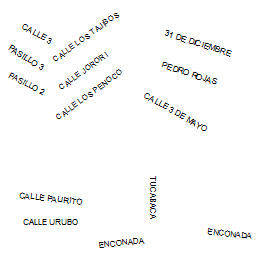 CALLE 3
CALLE LOS TAJIBOS
31 DE DICIEMBRE
PASILLO 3
CALLE JORORI
PEDRO ROJAS
PASILLO 2
CALLE LOS PENOCO
CALLE 3 DE MAYO
CALLE PAURITO
TUCABACA
CALLE URUBO
ENCONADA
ENCONADA